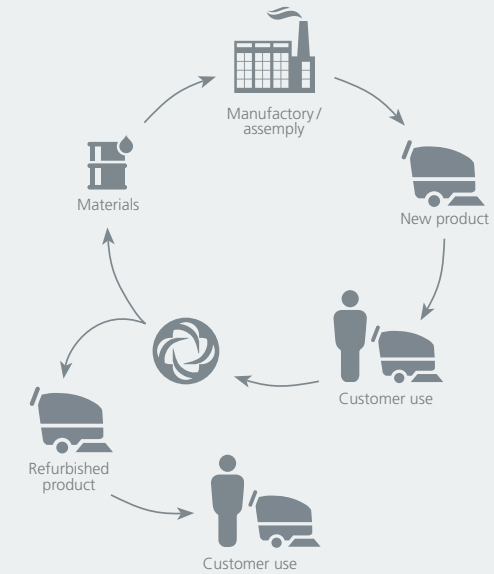 Manufactory /
assemply
Materials
New product
Customer use
Refurbished
product
Customer use